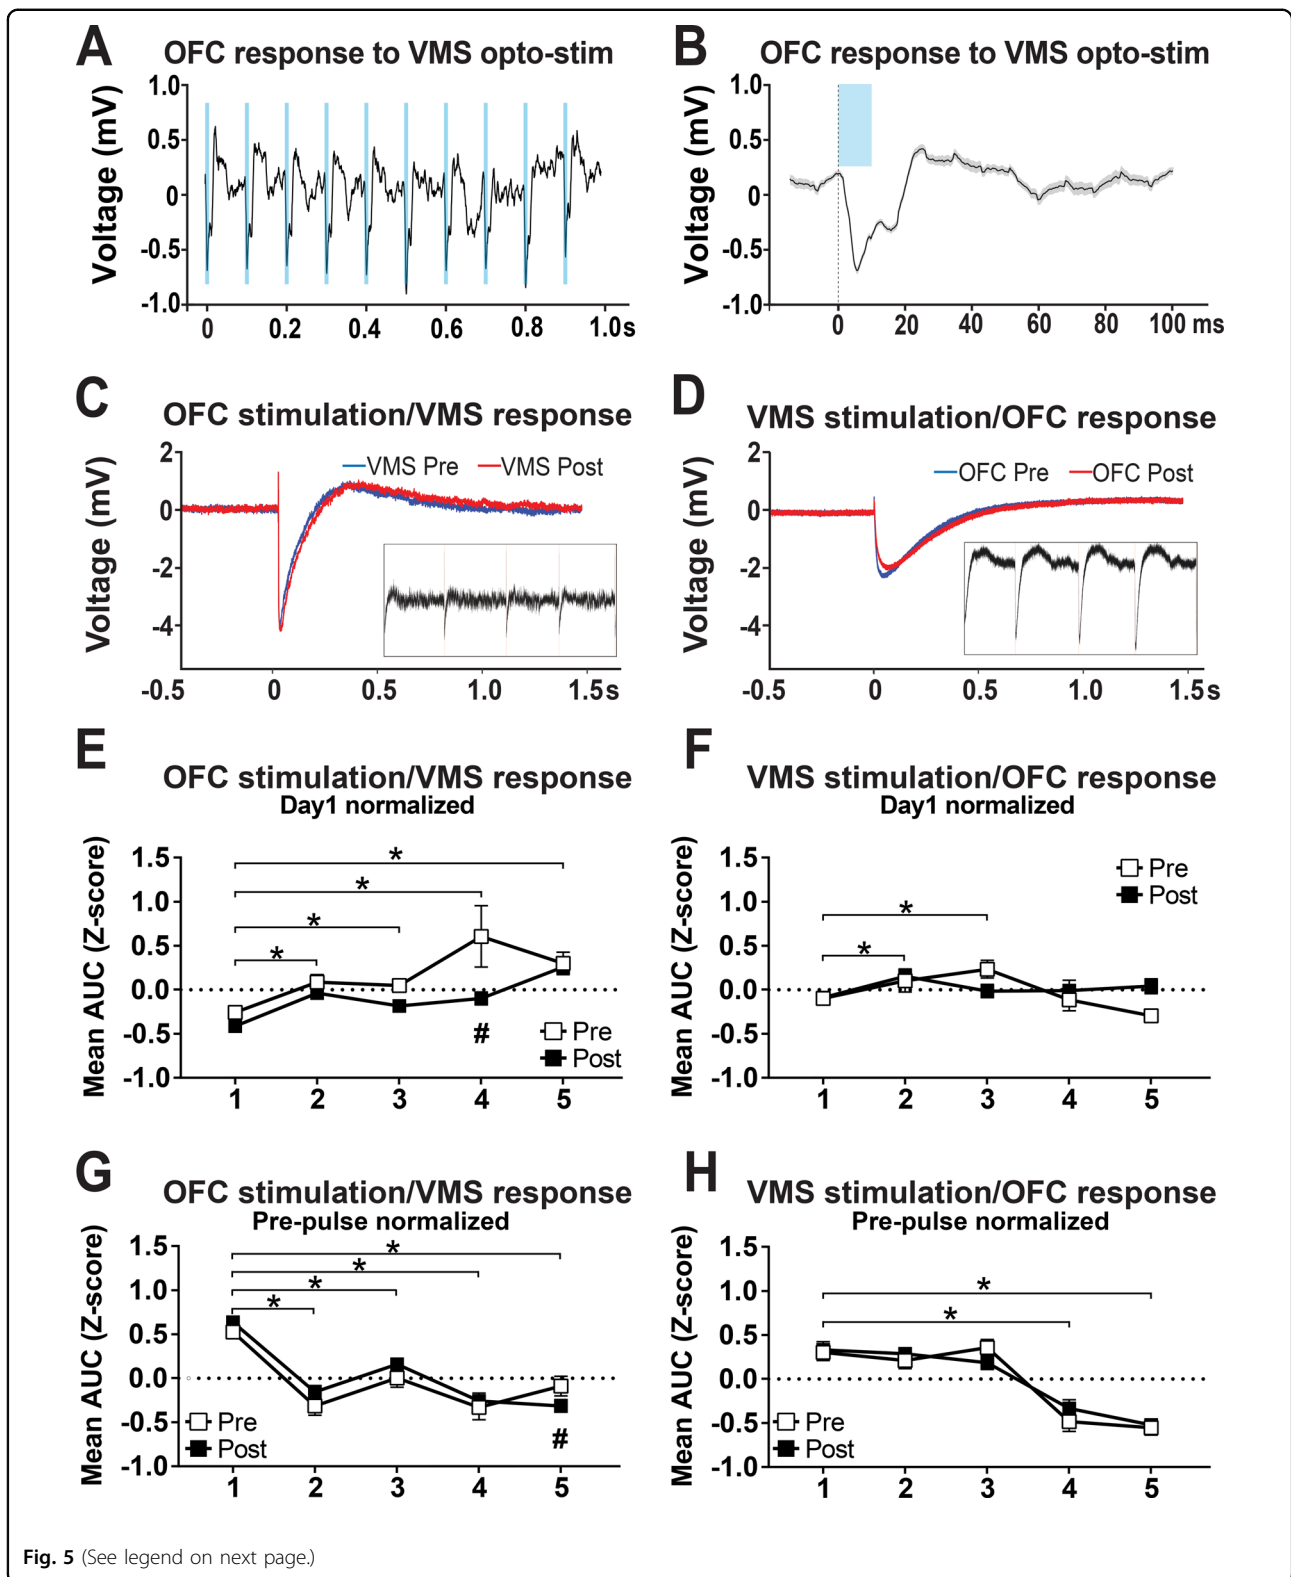 A
OFC response to VMS opto-stim
Voltage (mV)
1.0
0.5
0
-0.5
-1.0
0 0.2 0.4 0.6 0.8 1.0s
B
OFC response to VMS opto-stim
Voltage (mV)
1.0
0.5
0
-0.5
-1.0
0 20 40 60 80 100 ms
C
OFC stimulation/VMS response
Voltage (mV)
2
0
-2
-4
VMS Pre VMS Post
-0.5 0 0.5 1.0 1.5s
D
VMS stimulation/OFC response
Voltage (mV)
2
0
-2
-4
OFC Pre OFC Post
-0.5 0 0.5 1.0 1.5s
E
OFC stimulation/VMS response
Day1 normalized
Mean AUC (Z-score)
1.5
1.0
0.5
0.0
-0.5
-1.0
*
*
*
*
#
Pre
Post
1 2 3 4 5
F
VMS stimulation/OFC response
Day1 normalized
Mean AUC (Z-score)
1.5
1.0
0.5
0.0
-0.5
-1.0
*
*
Pre
Post
1 2 3 4 5
G
OFC stimulation/VMS response
Pre-pulse normalized
Mean AUC (Z-score)
1.5
1.0
0.5
0.0
-0.5
-1.0
*
*
*
*
#
Pre
Post
1 2 3 4 5
H
VMS stimulation/OFC response
Pre-pulse normalized
Mean AUC (Z-score)
1.5
1.0
0.5
0.0
-0.5
-1.0
*
*
Pre
Post
1 2 3 4 5
Fig. 5 (See legend on next page.)